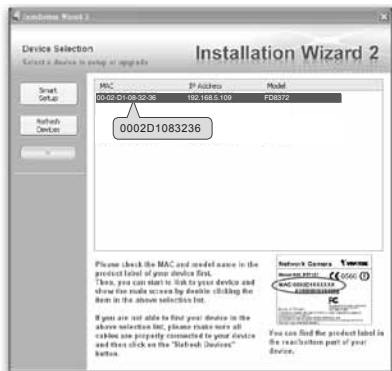 Installation Wizard 2
Device Selection
Select a device to setup or upgrade
Installation Wizard 2
Smart
Setup
Refresh
Devices
MAC IP Address Model
00-02-D1-08-32-36 192.168.5.109 FD8372
0002D1083236
Please check the MAC and model name in the
product label of your device first.
Then, you can start to link to your device and
show the main screen by double clicking the
item in the above selection list.
If you are not able to find your device in the
above selection list, please make sure all
cables are properly connected to your device
and then click on the "Refresh Devices"
button.
Network Camera VIVOTEK
CE 0560
FC
You can find the product label in
the rear/bottom part of your
device.